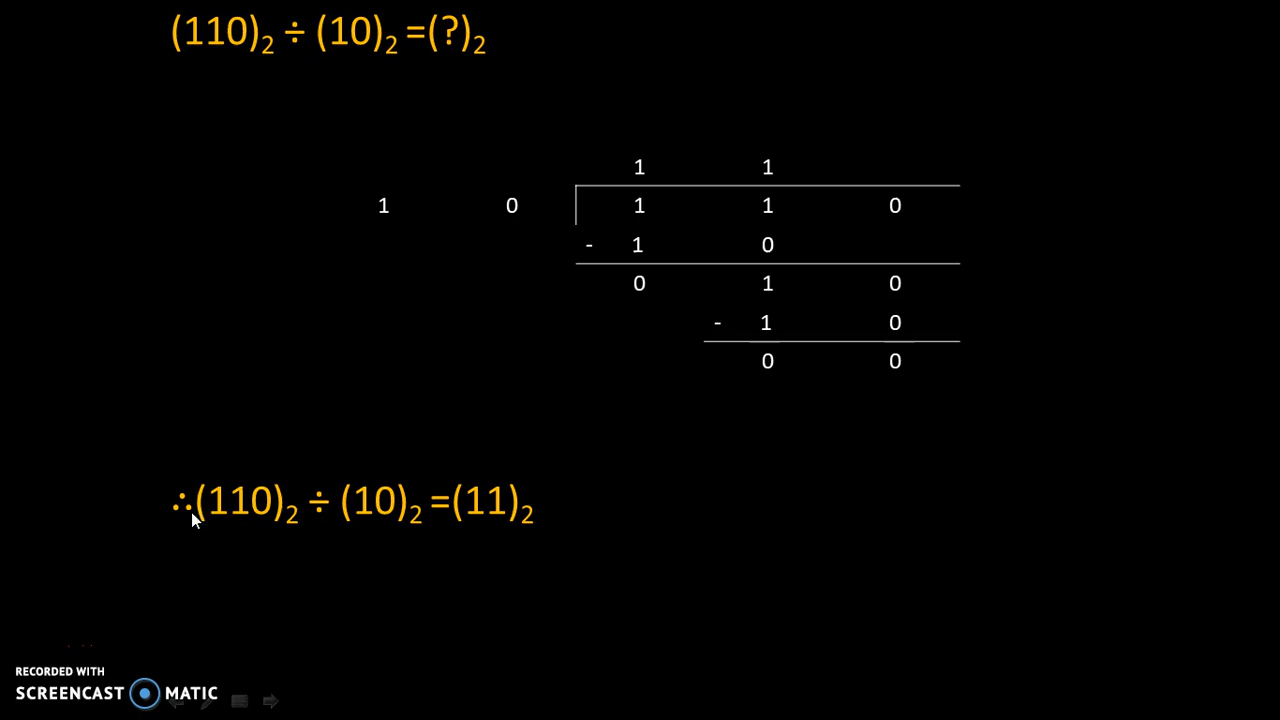 (110)₂ ÷ (10)₂ =(?)₂
1 1
1 0 1 1 0
- 1 0
0 1 0
- 1 0
0 0
∴(110)₂ ÷ (10)₂ =(11)₂
RECORDED WITH
SCREENCAST MATIC